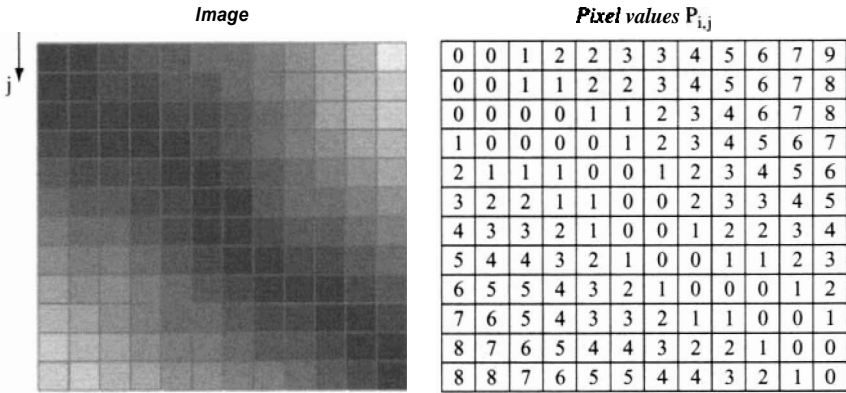 Image
Pixel values P_{i,j}
j
0 0 1 2 2 3 3 4 5 6 7 9
0 0 1 1 2 2 3 4 5 6 7 8
0 0 0 0 1 1 2 3 4 6 7 8
1 0 0 0 0 1 2 3 4 5 6 7
2 1 1 1 0 0 1 2 3 4 5 6
3 2 2 1 1 0 0 2 3 3 4 5
4 3 3 2 1 0 0 1 2 2 3 4
5 4 4 3 2 1 0 0 1 1 2 3
6 5 5 4 3 2 1 0 0 0 1 2
7 6 5 4 3 3 2 1 1 0 0 1
8 7 6 5 4 4 3 2 2 1 0 0
8 8 7 6 5 5 4 4 3 2 1 0